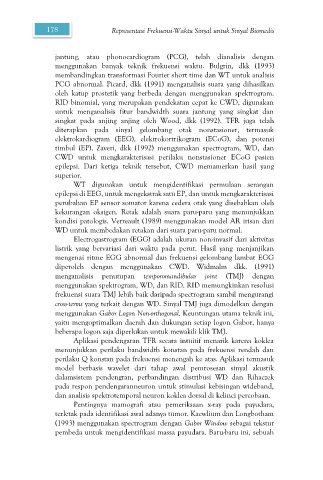 178
Representasi Frekuensi-Waktu Sinyal untuk Sinyal Biomedis
jantung, atau phonocardiogram (PCG), telah dianalisis dengan
menggunakan banyak teknik frekuensi waktu. Bulgrin, dkk (1993)
membandingkan transformasi Fourier short time dan WT untuk analisis
PCG abnormal. Picard, dkk (1991) menganalisis suara yang dihasilkan
oleh katup prostetik yang berbeda dengan menggunakan spektrogram.
RID binomial, yang merupakan pendekatan cepat ke CWD, digunakan
untuk menganalisis fitur bandwidth suara jantung yang singkat dan
singkat pada anjing anjing oleh Wood, dkk (1992). TFR juga telah
diterapkan pada sinyal gelombang otak nonstasioner, termasuk
elektrokardiogram (EEG), elektrokortrikogram (ECoG), dan potensi
timbul (EP). Zaveri, dkk (1992) menggunakan spectrogram, WD, dan
CWD untuk mengkarakterisasi perilaku nonstasioner ECoG pasien
epilepsi. Dari ketiga teknik tersebut, CWD memamerkan hasil yang
superior.
WT digunakan untuk mengidentifikasi permulaan serangan
epilepsi di EEG, untuk mengekstrak satu EP, dan untuk mengkarakterisasi
perubahan EP sensor somator karena cedera otak yang disebabkan oleh
kekurangan oksigen. Retak adalah suara paru-paru yang menunjukkan
kondisi patologis. Verreault (1989) menggunakan model AR irisan dari
WD untuk membedakan retakan dari suara paru-paru normal.
Electrogastrogram (EGG) adalah ukuran non-invasif dari aktivitas
listrik yang bervariasi dari waktu pada perut. Hasil yang menjanjikan
mengenai ritme EGG abnormal dan frekuensi gelombang lambat EGG
diperoleh dengan menggunakan CWD. Widmalm dkk. (1991)
menganalisis penutupan temporomandibular joint (TMJ) dengan
menggunakan spektrogram, WD, dan RID. RID memungkinkan resolusi
frekuensi suara TMJ lebih baik daripada spectrogram sambil mengurangi
cross-terms yang terkait dengan WD. Sinyal TMJ juga dimodelkan dengan
menggunakan Gabor Logon Non-orthogonal. Keuntungan utama teknik ini,
yaitu mengoptimalkan daerah dan dukungan setiap logon Gabor, hanya
beberapa logon saja diperlukan untuk mewakili klik TMJ.
Aplikasi pendengaran TFR secara intuitif menarik karena koklea
menunjukkan perilaku bandwidth konstan pada frekuensi rendah dan
perilaku Q konstan pada frekuensi menengah ke atas. Aplikasi termasuk
model berbasis wavelet dari tahap awal pemrosesan sinyal akustik
dalamsistem pendengran, perbandingan distribusi WD dan Rihaczek
pada respon pendengaranneuron untuk stimulasi kebisingan wideband,
dan analisis spektrotemporal neuron koklea dorsal di kelinci percobaan.
Pentingnya mamografi atau pemeriksaan x-ray pada payudara,
terletak pada identifikasi awal adanya tumor. Kaewlium dan Longbotham
(1993) menggunakan spectrogram dengan Gabor Window sebagai tekstur
pembeda untuk mengidentifikasi massa payudara. Baru-baru ini, sebuah